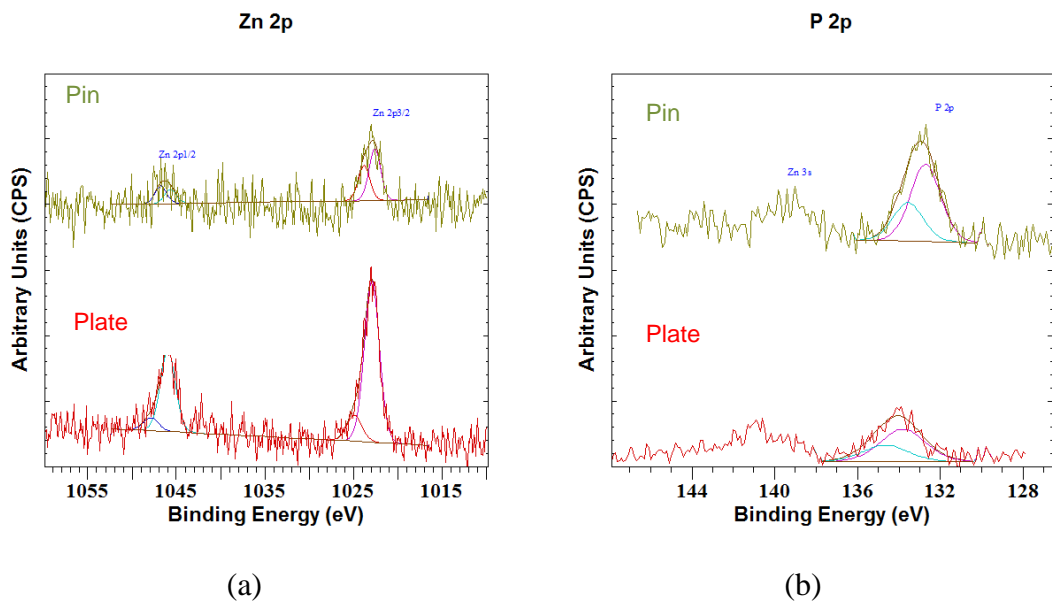 Zn 2p
Pin
Zn 2p3/2
Zn 2p1/2
Plate
Arbitrary Units (CPS)
1055 1045 1035 1025 1015
Binding Energy (eV)
(a)
P 2p
Pin
P 2p
Zn 3s
Plate
Arbitrary Units (CPS)
144 140 136 132 128
Binding Energy (eV)
(b)